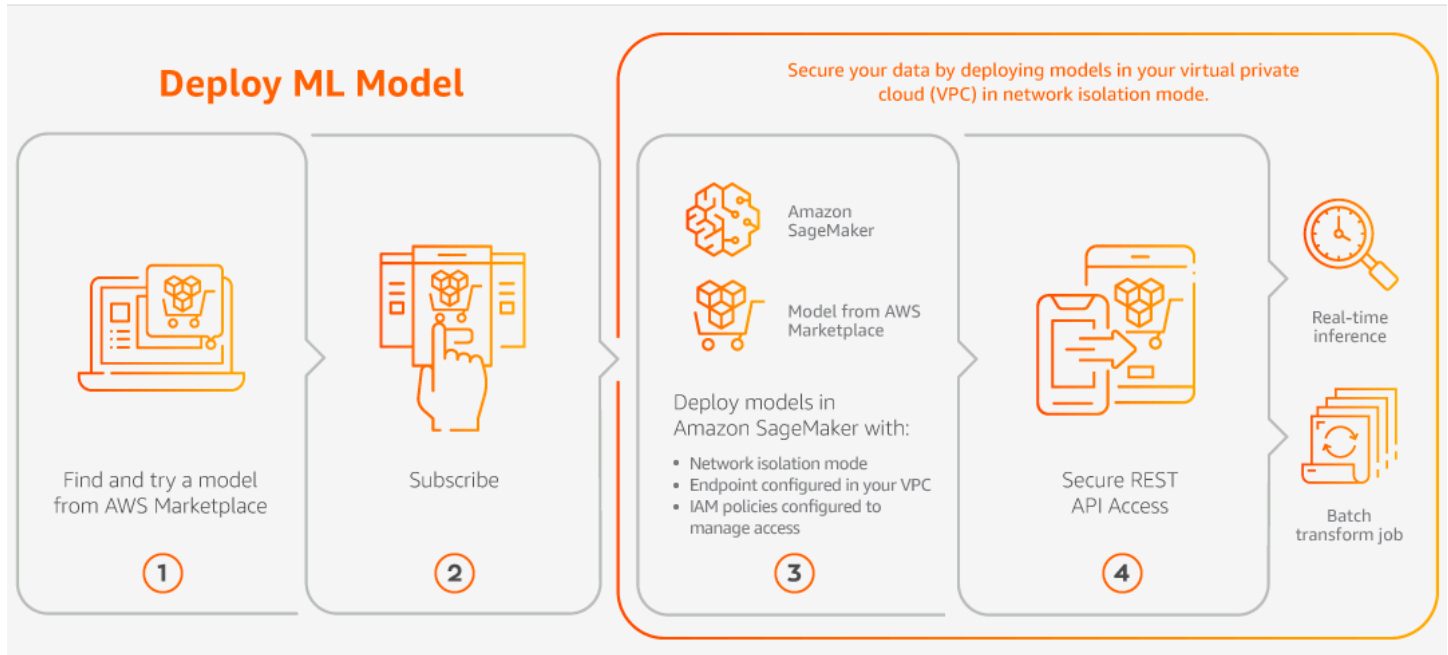 Deploy ML Model
Secure your data by deploying models in your virtual private
cloud (VPC) in network isolation mode.
Find and try a model
from AWS Marketplace
1
Subscribe
2
Amazon
SageMaker
Model from AWS
Marketplace
Deploy models in
Amazon SageMaker with:
• Network isolation mode
• Endpoint configured in your VPC
• IAM policies configured to
manage access
3
Secure REST
API Access
4
Real-time
inference
Batch
transform job